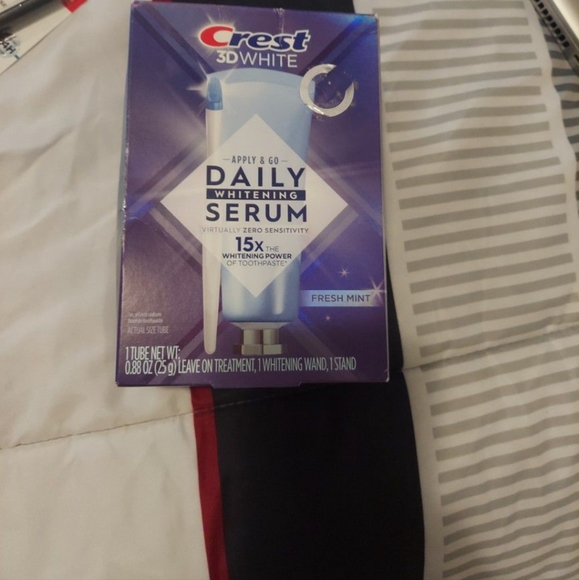 Crest
3DWHITE
APPLY & GO
DAILY
WHITENING
SERUM
VIRTUALLY ZERO SENSITIVITY
15x THE
WHITENING POWER
OF TOOTHPASTE*
FRESH MINT
ACTUAL SIZE TUBE
1 TUBE NET WT:
0.88 OZ (25 g) LEAVE ON TREATMENT, 1 WHITENING WAND, 1 STAND